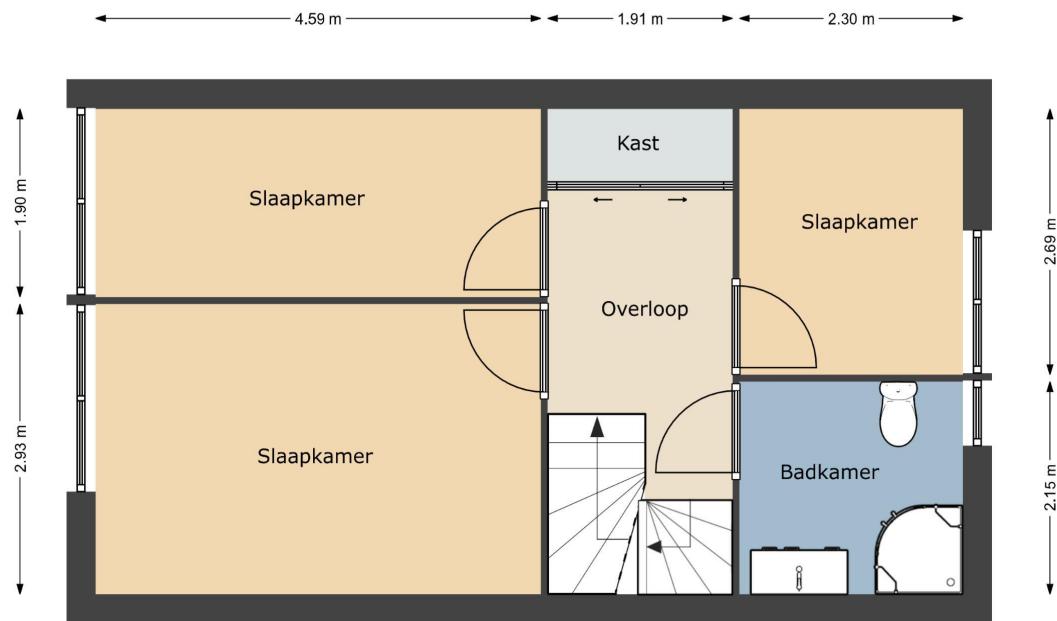 4.59 m
1.91 m
2.30 m
Kast
1.90 m
Slaapkamer
Slaapkamer
2.69 m
Overloop
2.93 m
Slaapkamer
Badkamer
2.15 m